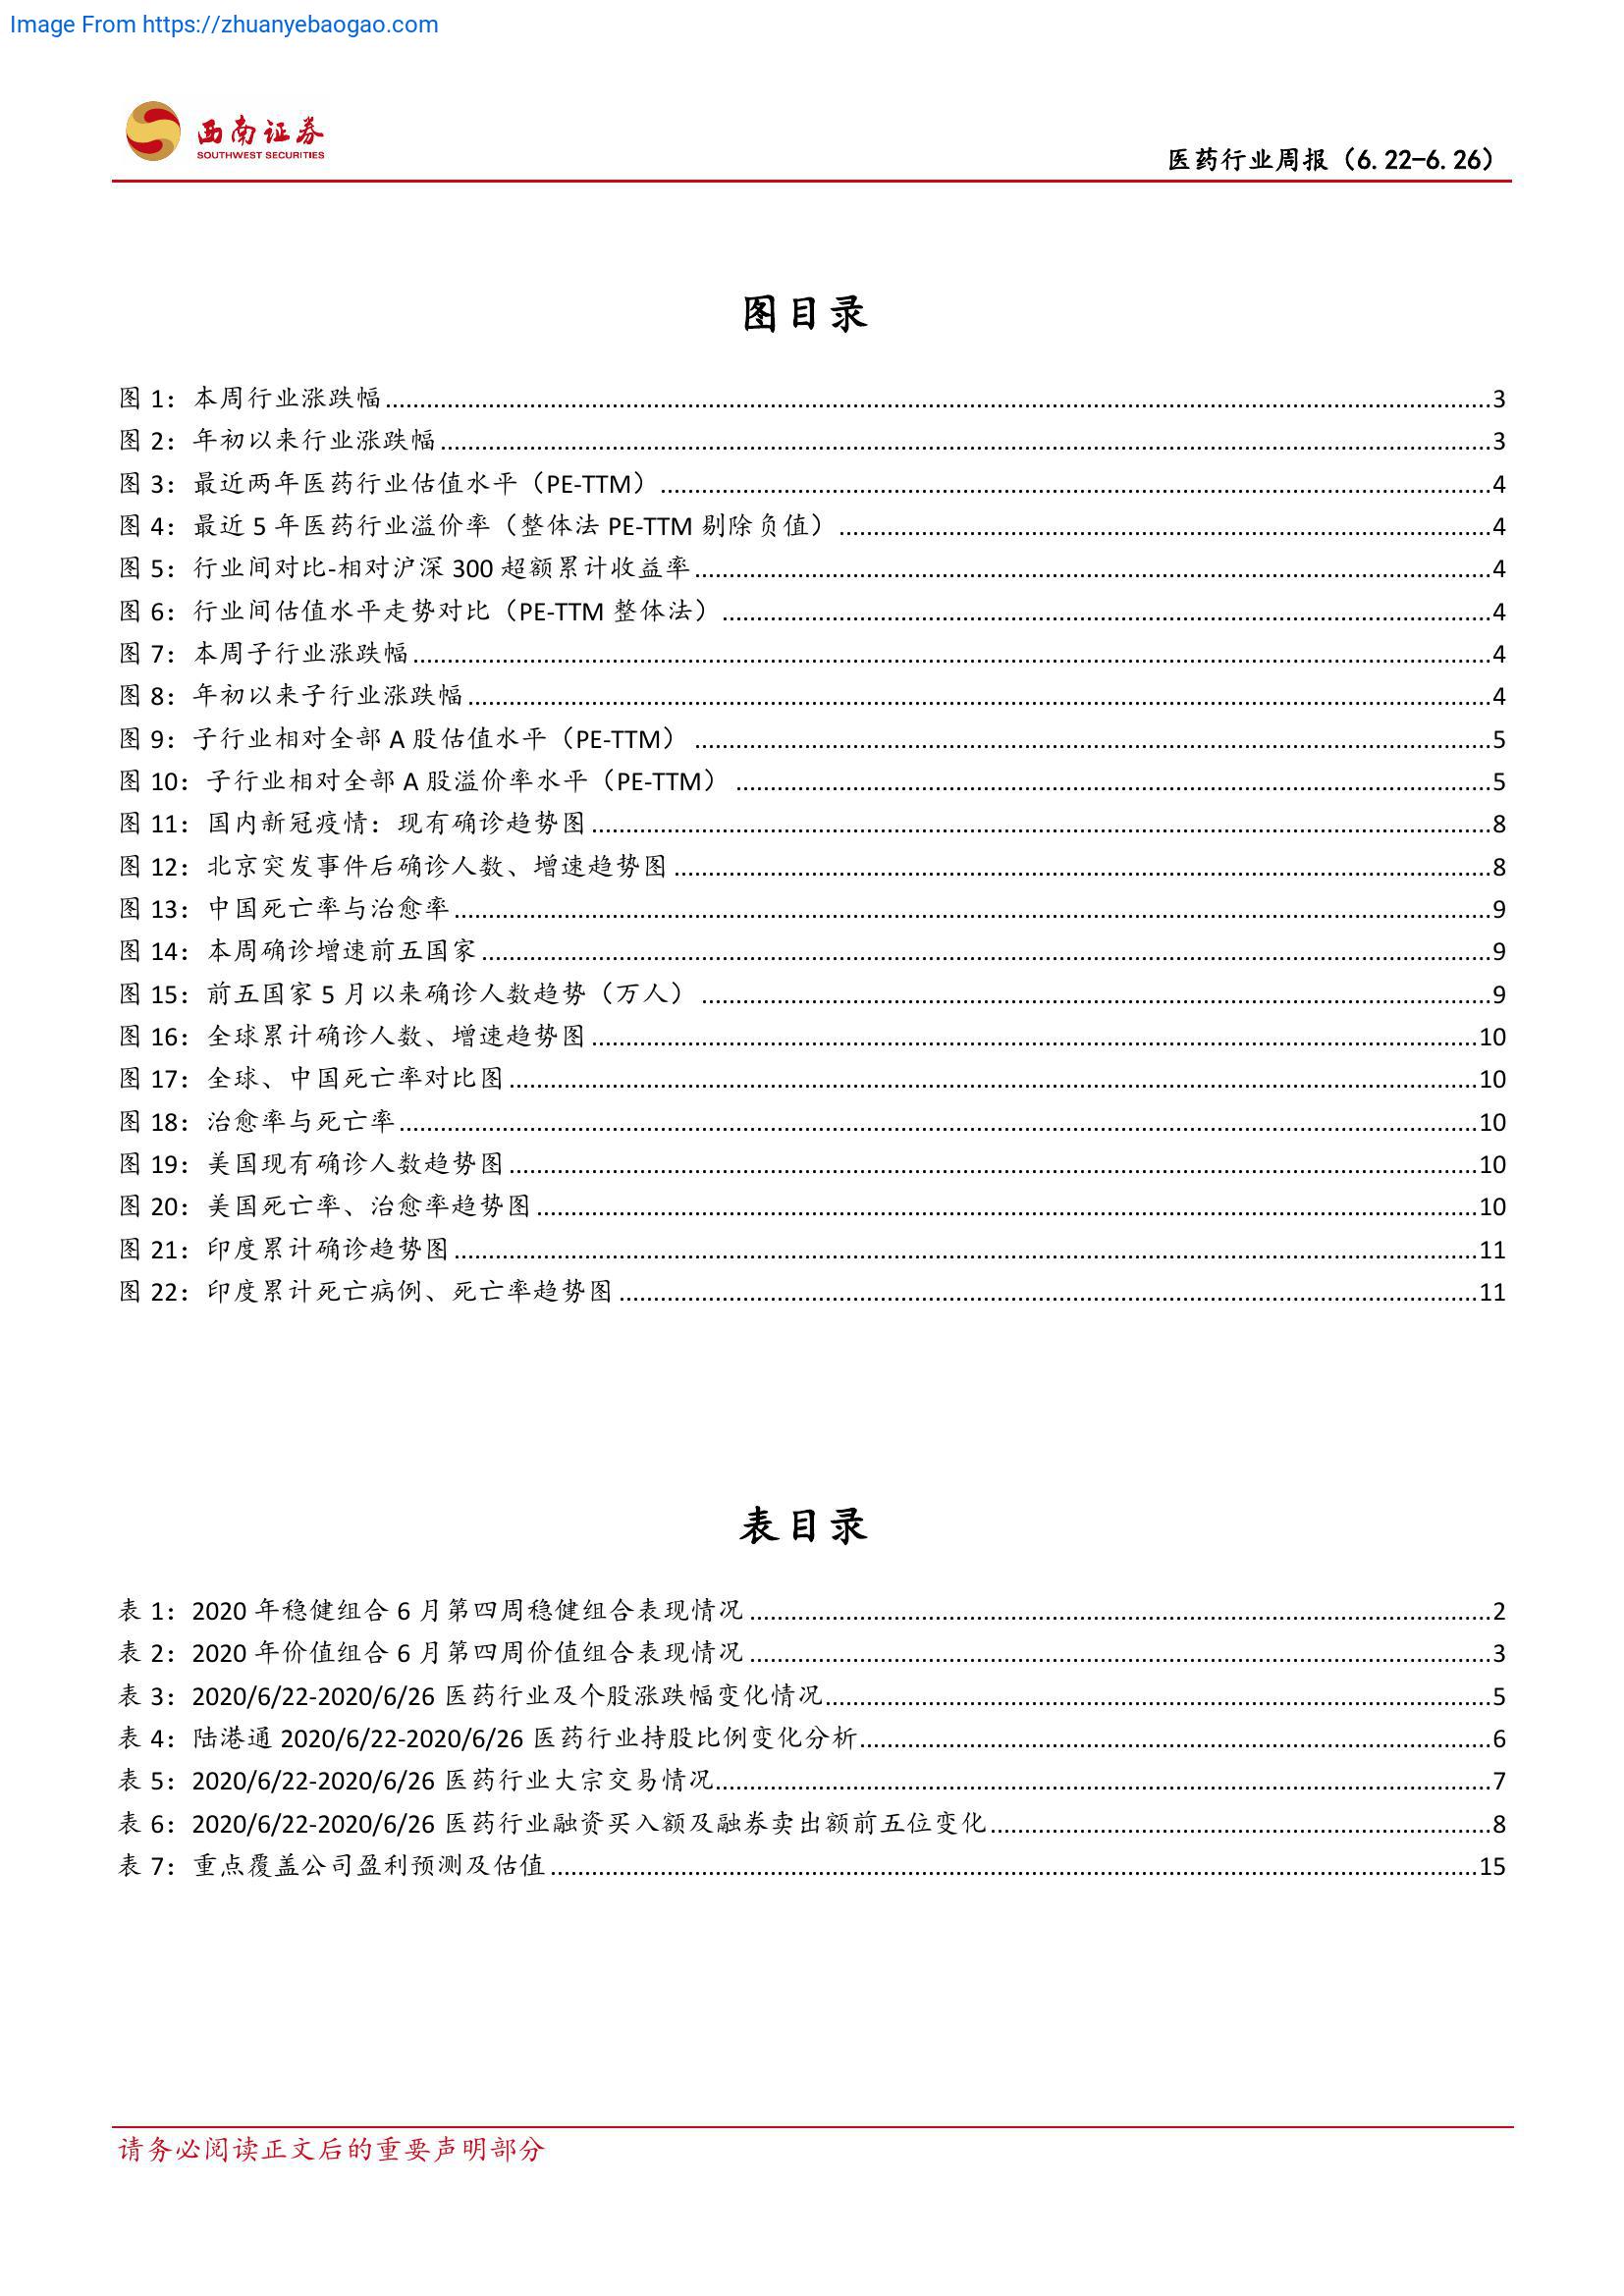 Image From https://zhuanyebaogao.com
西南证券
SOUTHWEST SECURITIES
医药行业周报（6.22-6.26）
图目录
图 1：本周行业涨跌幅........3
图 2：年初以来行业涨跌幅........3
图 3：最近两年医药行业估值水平（PE-TTM）........4
图 4：最近 5 年医药行业溢价率（整体法 PE-TTM 剔除负值）........4
图 5：行业间对比-相对沪深 300 超额累计收益率........4
图 6：行业间估值水平走势对比（PE-TTM 整体法）........4
图 7：本周子行业涨跌幅........4
图 8：年初以来子行业涨跌幅........4
图 9：子行业相对全部 A 股估值水平（PE-TTM）........5
图 10：子行业相对全部 A 股溢价率水平（PE-TTM）........5
图 11：国内新冠疫情：现有确诊趋势图........8
图 12：北京突发事件后确诊人数、增速趋势图........8
图 13：中国死亡率与治愈率........9
图 14：本周确诊增速前五国家........9
图 15：前五国家 5 月以来确诊人数趋势（万人）........9
图 16：全球累计确诊人数、增速趋势图........10
图 17：全球、中国死亡率对比图........10
图 18：治愈率与死亡率........10
图 19：美国现有确诊人数趋势图........10
图 20：美国死亡率、治愈率趋势图........10
图 21：印度累计确诊趋势图........11
图 22：印度累计死亡病例、死亡率趋势图........11
表目录
表 1：2020 年稳健组合 6 月第四周稳健组合表现情况........2
表 2：2020 年价值组合 6 月第四周价值组合表现情况........3
表 3：2020/6/22-2020/6/26 医药行业及个股涨跌幅变化情况........5
表 4：陆港通 2020/6/22-2020/6/26 医药行业持股比例变化分析........6
表 5：2020/6/22-2020/6/26 医药行业大宗交易情况........7
表 6：2020/6/22-2020/6/26 医药行业融资买入额及融券卖出额前五位变化........8
表 7：重点覆盖公司盈利预测及估值........15
请务必阅读正文后的重要声明部分